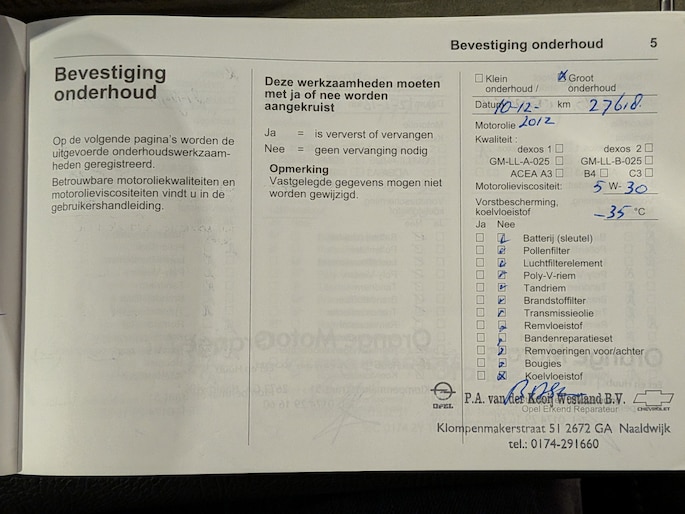 Bevestiging onderhoud 5
Bevestiging
onderhoud
Op de volgende pagina's worden de
uitgevoerde onderhoudswerkzaam-
heden geregistreerd.
Betrouwbare motoroliekwaliteiten en
motorolieviscositeiten vindt u in de
gebruikershandleiding.
Deze werkzaamheden moeten
met ja of nee worden
aangekruist
Ja = is ververst of vervangen
Nee = geen vervanging nodig
Opmerking
Vastgelegde gegevens mogen niet
worden gewijzigd.
Klein Groot
onderhoud / onderhoud
Datum 10-12- km 27618
2012
Motorolie
Kwaliteit :
dexos 1 dexos 2
GM-LL-A-025 GM-LL-B-025
ACEA A3 B4 C3
Motorolieviscositeit: 5 W- 30
Vorstbescherming,
koelvloeistof -35 °C
Ja Nee
Batterij (sleutel)
Pollenfilter
Luchtfilterelement
Poly-V-riem
Tandriem
Brandstoffilter
Transmissieolie
Remvloeistof
Bandenreparatieset
Remvoeringen voor/achter
Bougies
Koelvloeistof
OPEL P.A. van der Kooij Westland B.V. CHEVROLET
Opel Erkend Reparateur
Klompenmakerstraat 51 2672 GA Naaldwijk
tel.: 0174-291660